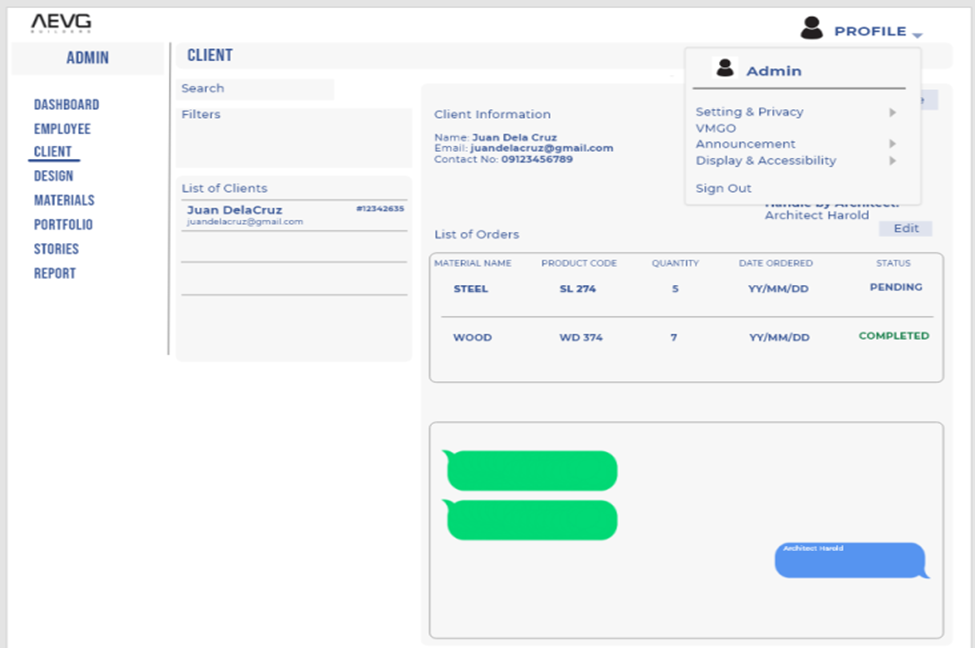 AEVG
BUILDERS
PROFILE
ADMIN
CLIENT
Admin
DASHBOARD
EMPLOYEE
CLIENT
DESIGN
MATERIALS
PORTFOLIO
STORIES
REPORT
Search
Filters
List of Clients
Juan DelaCruz #12342635
juandelacruz@gmail.com
Client Information
Name: Juan Dela Cruz
Email: juandelacruz@gmail.com
Contact No: 09123456789
Setting & Privacy
VMGO
Announcement
Display & Accessibility
Sign Out
Handle by Architect:
Architect Harold
Edit
List of Orders
MATERIAL NAME PRODUCT CODE QUANTITY DATE ORDERED STATUS
STEEL SL 274 5 YY/MM/DD PENDING
WOOD WD 374 7 YY/MM/DD COMPLETED
Architect Harold